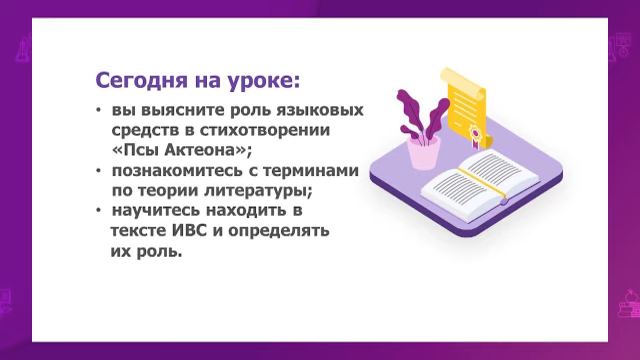 Сегодня на уроке:
• вы выясните роль языковых
средств в стихотворении
«Псы Актеона»;
• познакомитесь с терминами
по теории литературы;
• научитесь находить в
тексте ИВС и определять
их роль.